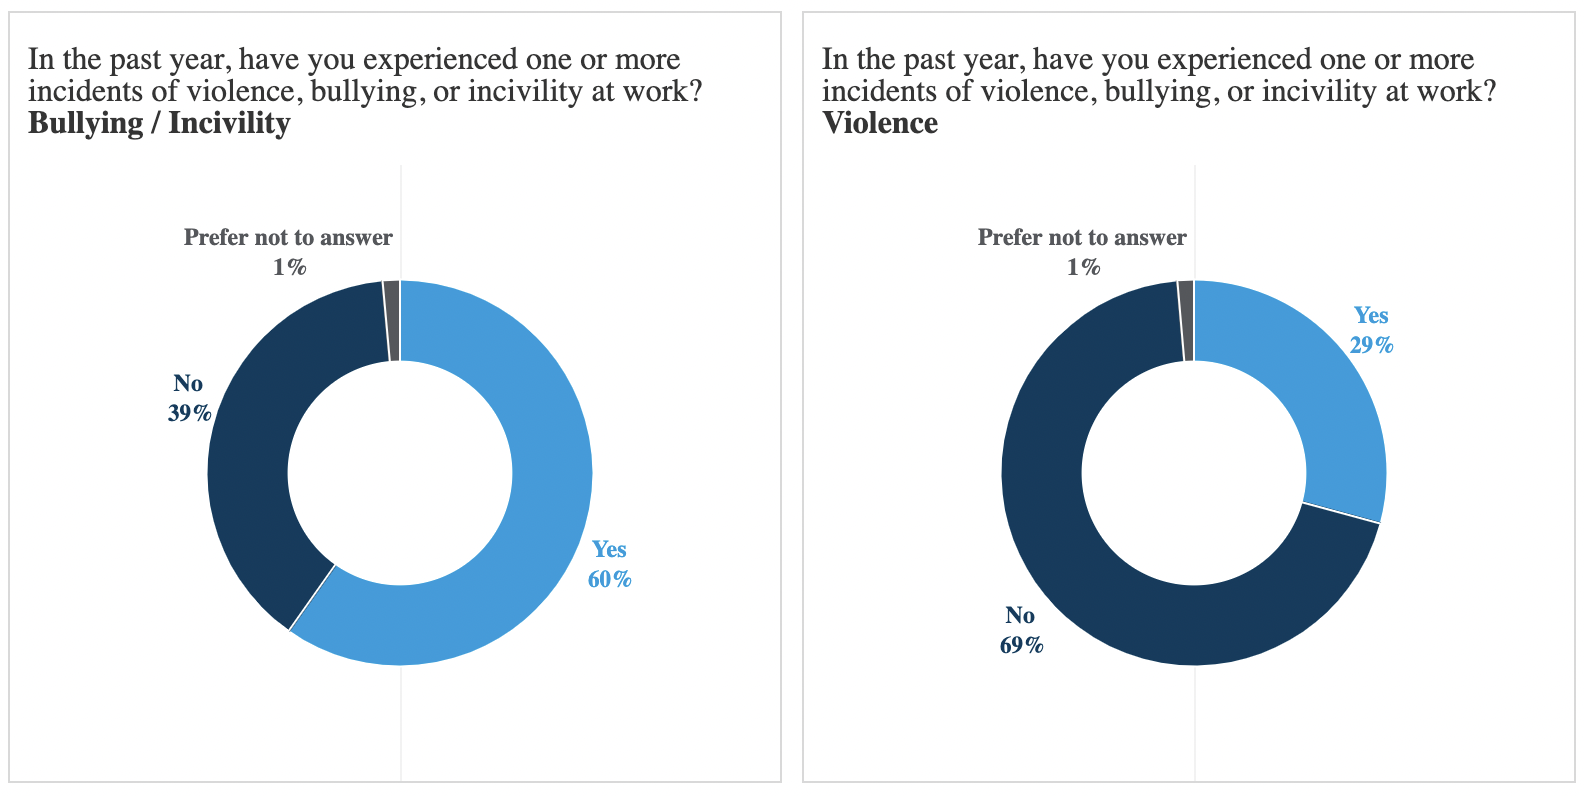 In the past year, have you experienced one or more
incidents of violence, bullying, or incivility at work?
Bullying / Incivility
Prefer not to answer
1%
No
39%
Yes
60%
In the past year, have you experienced one or more
incidents of violence, bullying, or incivility at work?
Violence
Prefer not to answer
1%
Yes
29%
No
69%